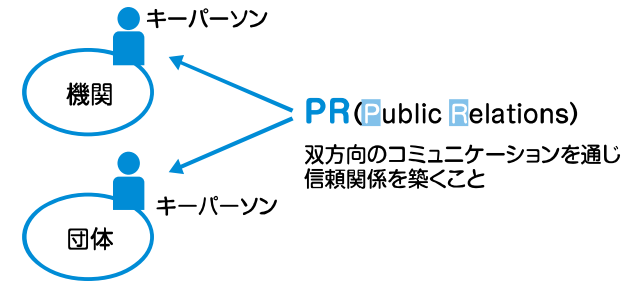 キーパーソン
機関
PR(Public Relations)
双方向のコミュニケーションを通じ
信頼関係を築くこと
キーパーソン
団体